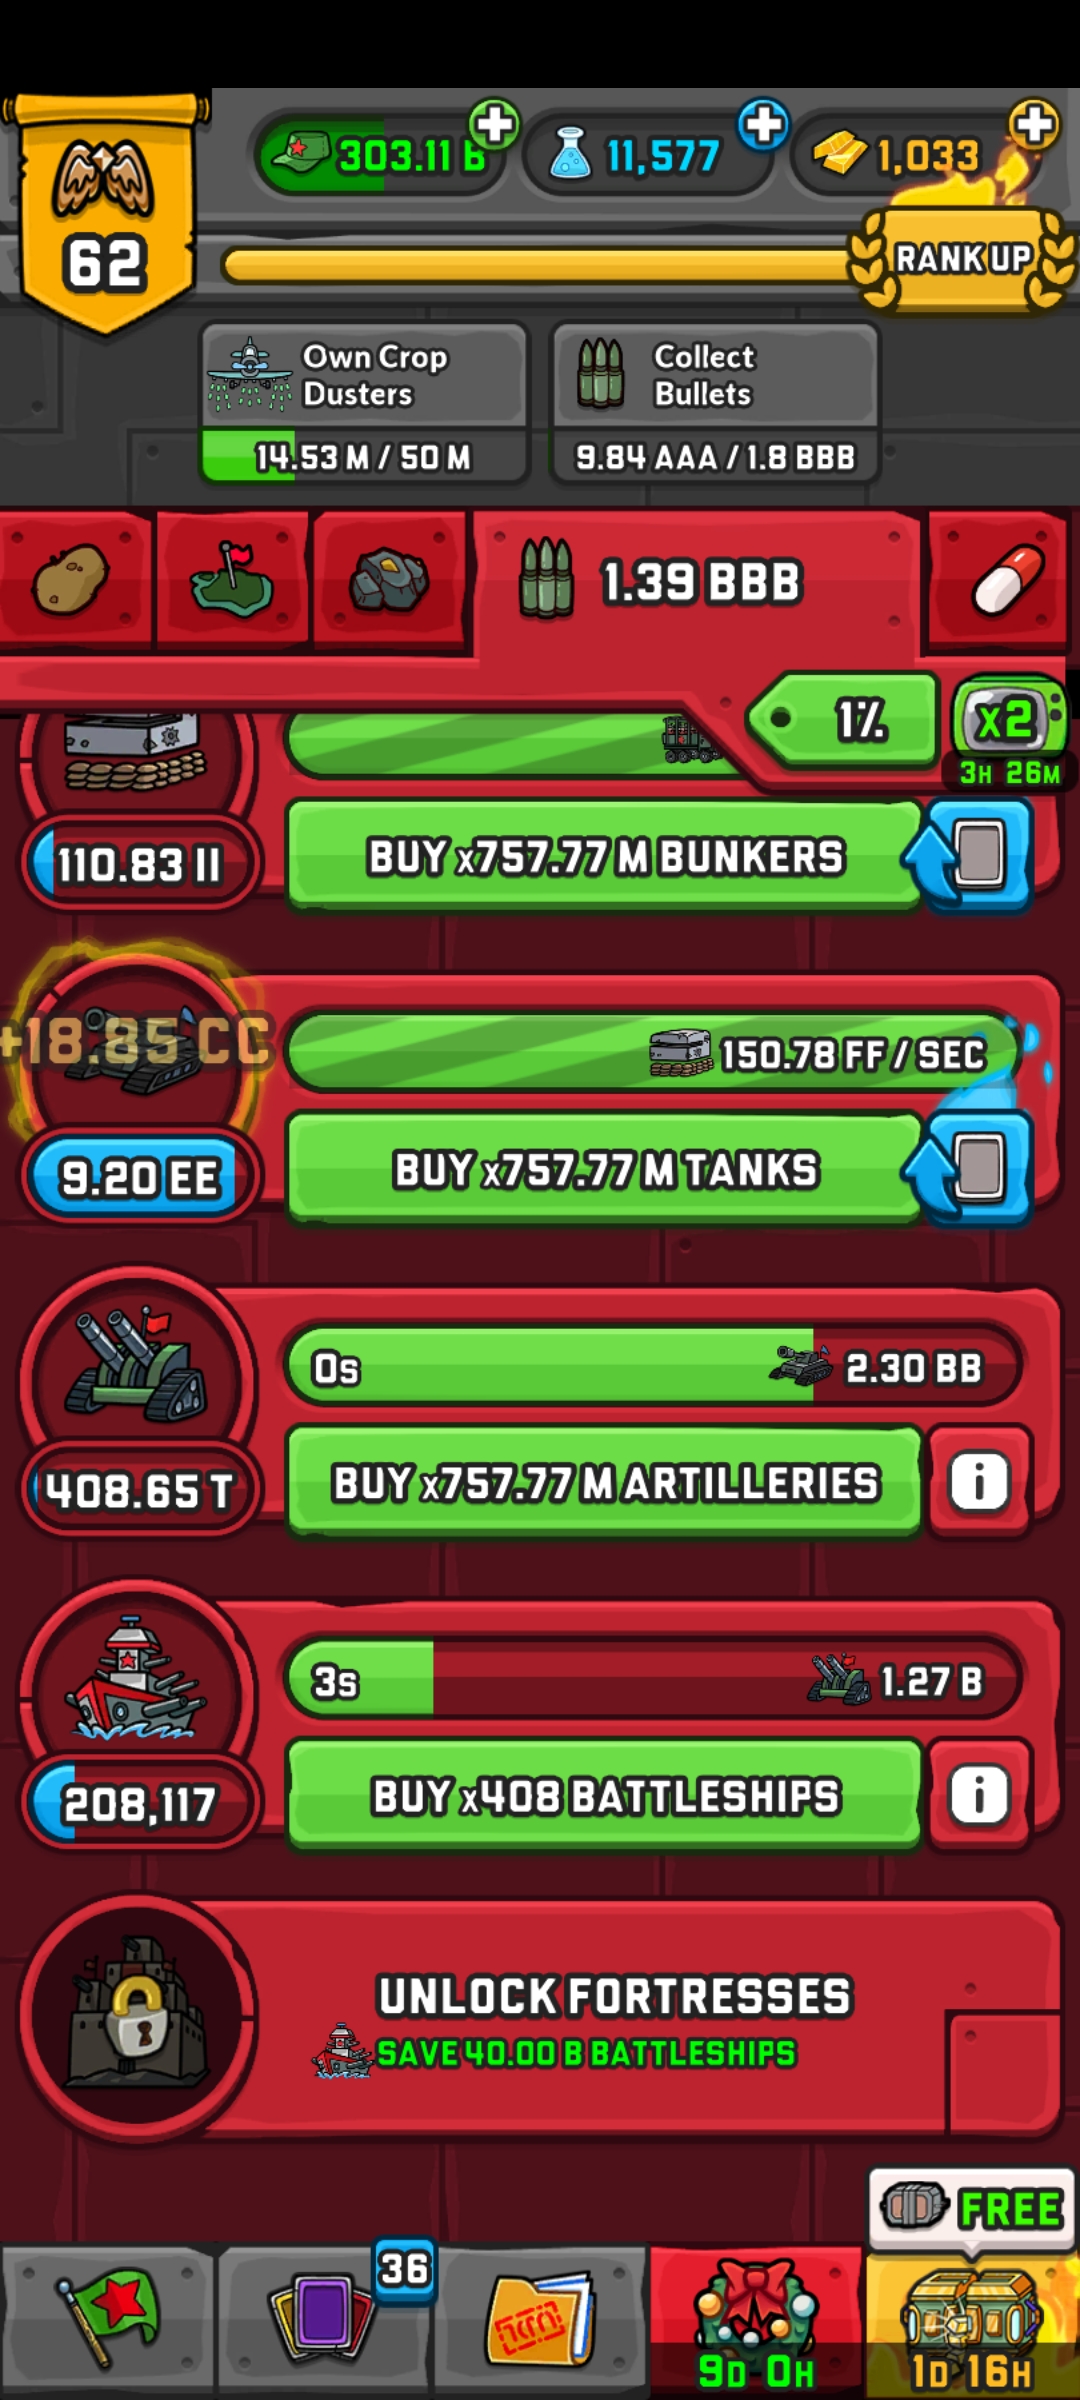 303.11 B
11,577
1,033
62
RANK UP
Own Crop
Dusters
14.53 M / 50 M
Collect
Bullets
9.84 AAA / 1.8 BBB
1.39 BBB
1%
x2
3H 26M
110.83 II
BUY x757.77 M BUNKERS
+18.85 CC
150.78 FF / SEC
9.20 EE
BUY x757.77 M TANKS
0s
2.30 BB
408.65 T
BUY x757.77 M ARTILLERIES
i
3s
1.27 B
208,117
BUY x408 BATTLESHIPS
i
UNLOCK FORTRESSES
SAVE 40.00 B BATTLESHIPS
FREE
36
9D 0H
1D 16H